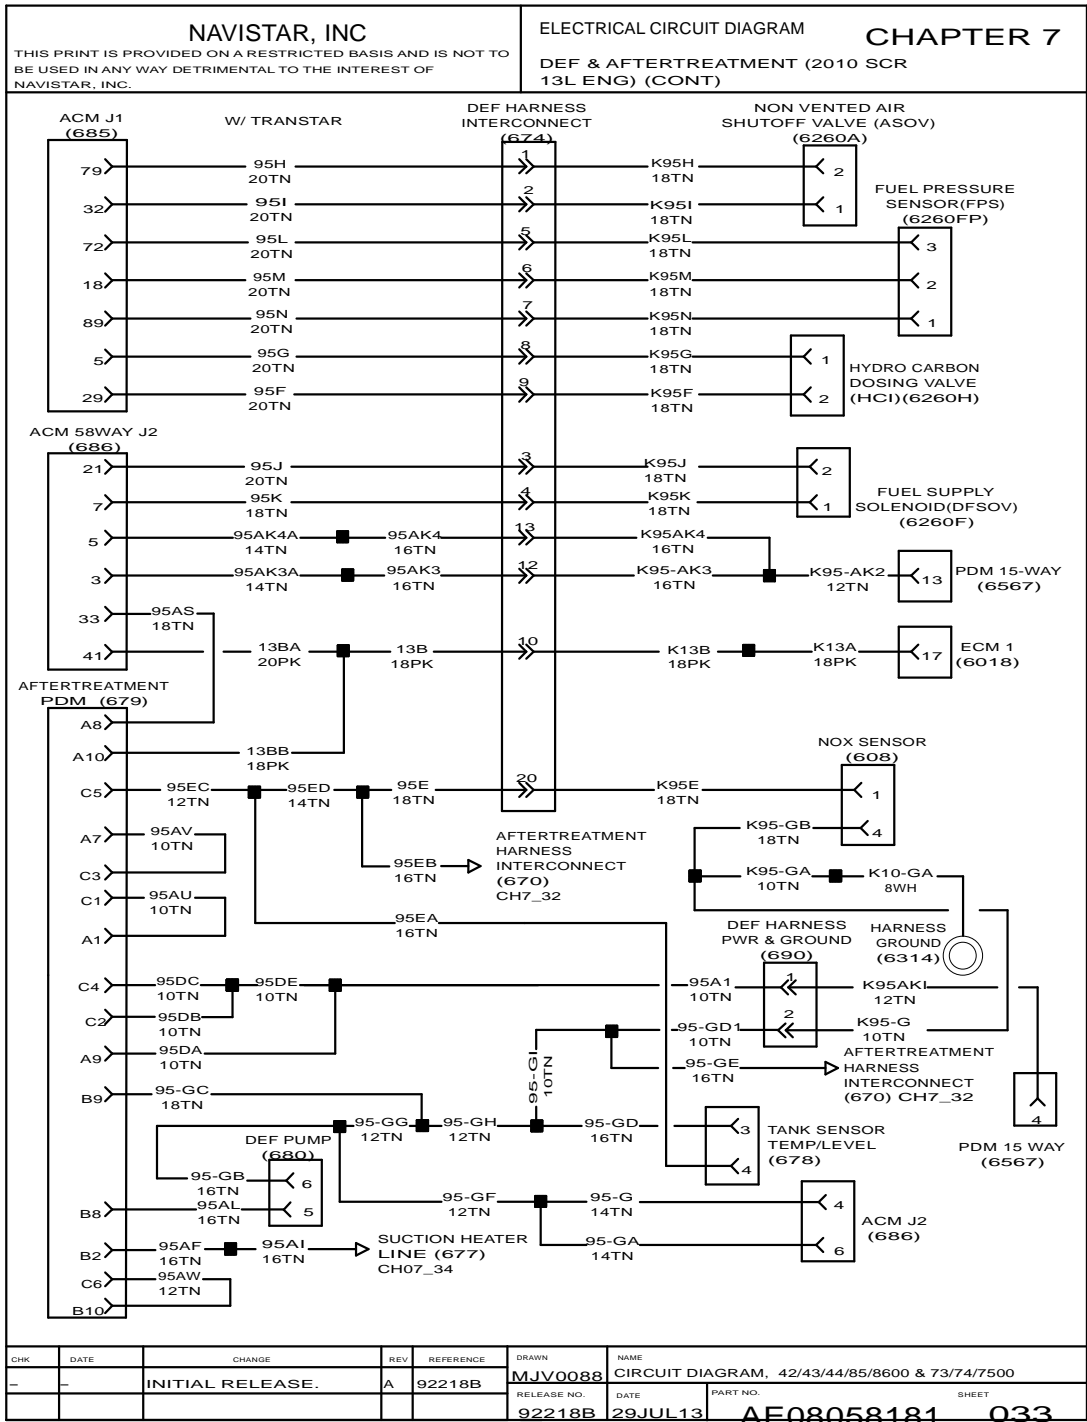 NAVISTAR, INC
THIS PRINT IS PROVIDED ON A RESTRICTED BASIS AND IS NOT TO
BE USED IN ANY WAY DETRIMENTAL TO THE INTEREST OF
NAVISTAR, INC.
ELECTRICAL CIRCUIT DIAGRAM
CHAPTER 7
DEF & AFTERTREATMENT (2010 SCR
13L ENG) (CONT)
ACM J1
(685)
W/ TRANSTAR
DEF HARNESS
INTERCONNECT
(674)
NON VENTED AIR
SHUTOFF VALVE (ASOV)
(6260A)
79 95H 20TN 1 K95H 18TN 2
32 95I 20TN 2 K95I 18TN 1
FUEL PRESSURE
SENSOR(FPS)
(6260FP)
72 95L 20TN 5 K95L 18TN 3
18 95M 20TN 6 K95M 18TN 2
89 95N 20TN 7 K95N 18TN 1
5 95G 20TN 8 K95G 18TN 1
29 95F 20TN 9 K95F 18TN 2
HYDRO CARBON
DOSING VALVE
(HCI)(6260H)
ACM 58WAY J2
(686)
21 95J 20TN 3 K95J 18TN 2
7 95K 18TN 4 K95K 18TN 1
FUEL SUPPLY
SOLENOID(DFSOV)
(6260F)
5 95AK4A 14TN 95AK4 16TN 13 K95AK4 16TN
3 95AK3A 14TN 95AK3 16TN 12 K95-AK3 16TN K95-AK2 12TN 13
PDM 15-WAY
(6567)
33 95AS 18TN
41 13BA 20PK 13B 18PK 10 K13B 18PK K13A 18PK 17
ECM 1
(6018)
AFTERTREATMENT
PDM (679)
A8
A10 13BB 18PK
NOX SENSOR
(608)
C5 95EC 12TN 95ED 14TN 95E 18TN 20 K95E 18TN 1
A7 95AV 10TN
K95-GB 18TN 4
95EB 16TN
AFTERTREATMENT
HARNESS
INTERCONNECT
(670)
CH7_32
C3
K95-GA 10TN K10-GA 8WH
C1 95AU 10TN
95EA 16TN
A1
DEF HARNESS
PWR & GROUND
(690)
HARNESS
GROUND
(6314)
C4 95DC 10TN 95DE 10TN 95A1 10TN 1 K95AKI 12TN
C2 95DB 10TN
95-GD1 10TN 2 K95-G 10TN
A9 95DA 10TN
95-GI 10TN
95-GE 16TN
AFTERTREATMENT
HARNESS
INTERCONNECT
(670) CH7_32
B9 95-GC 18TN
4
PDM 15 WAY
(6567)
95-GG 12TN 95-GH 12TN 95-GD 16TN 3
4
TANK SENSOR
TEMP/LEVEL
(678)
DEF PUMP
(680)
95-GB 16TN 6
B8 95AL 16TN 5
95-GF 12TN 95-G 14TN 4
95-GA 14TN 6
ACM J2
(686)
B2 95AF 16TN 95AI 16TN
SUCTION HEATER
LINE (677)
CH07_34
C6 95AW 12TN
B10
CHK DATE CHANGE REV REFERENCE
- - INITIAL RELEASE. A 92218B
DRAWN
MJV0088
NAME
CIRCUIT DIAGRAM, 42/43/44/85/8600 & 73/74/7500
RELEASE NO.
92218B
DATE
29JUL13
PART NO.
AE08058181
SHEET
033